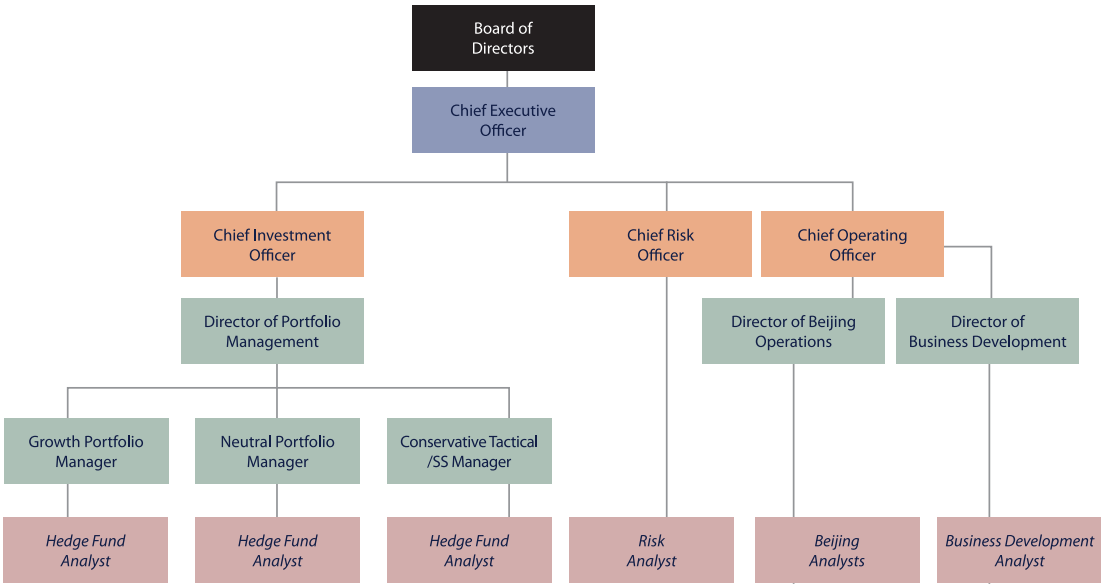 Board of
Directors
Chief Executive
Officer
Chief Investment
Officer
Chief Risk
Officer
Chief Operating
Officer
Director of Portfolio
Management
Director of Beijing
Operations
Director of
Business Development
Growth Portfolio
Manager
Neutral Portfolio
Manager
Conservative Tactical
/SS Manager
Hedge Fund
Analyst
Hedge Fund
Analyst
Hedge Fund
Analyst
Risk
Analyst
Beijing
Analysts
Business Development
Analyst